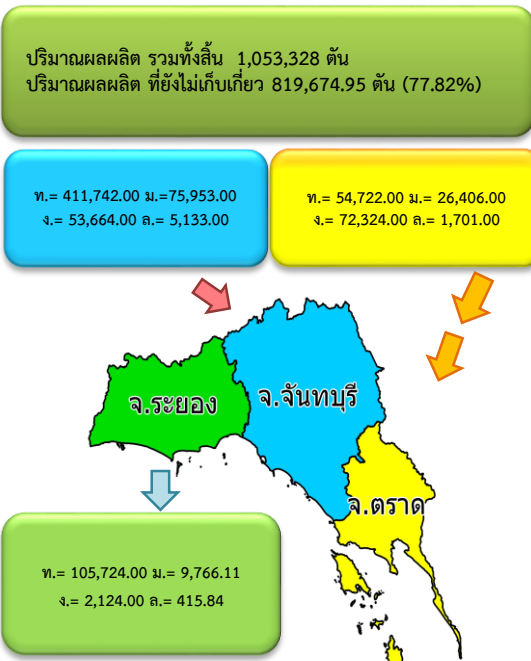 ปริมาณผลผลิต รวมทั้งสิ้น 1,053,328 ตัน
ปริมาณผลผลิต ที่ยังไม่เก็บเกี่ยว 819,674.95 ตัน (77.82%)
ท.= 411,742.00 ม.=75,953.00
ง.= 53,664.00 ล.= 5,133.00
ท.= 54,722.00 ม.= 26,406.00
ง.= 72,324.00 ล.= 1,701.00
จ.ระยอง
จ.จันทบุรี
จ.ตราด
ท.= 105,724.00 ม.= 9,766.11
ง.= 2,124.00 ล.= 415.84